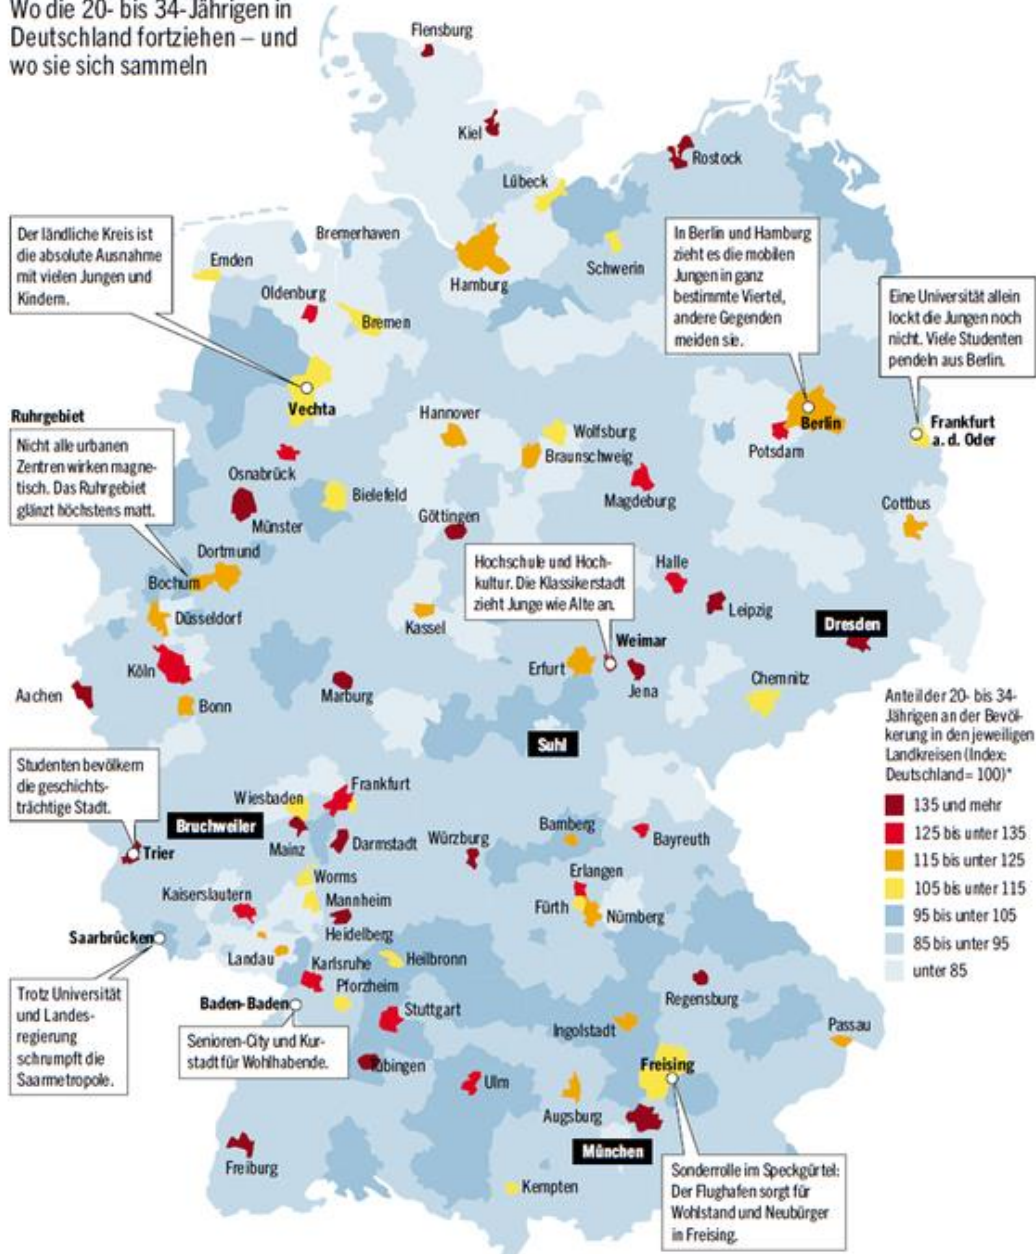 Wo die 20- bis 34-Jährigen in
Deutschland fortziehen – und
wo sie sich sammeln
Flensburg
Kiel
Rostock
Lübeck
Schwerin
Hamburg
Bremerhaven
Der ländliche Kreis ist
die absolute Ausnahme
mit vielen Jungen und
Kindern.
Emden
Oldenburg
Bremen
Vechta
In Berlin und Hamburg
zieht es die mobilen
Jungen in ganz
bestimmte Viertel,
andere Gegenden
meiden sie.
Berlin
Potsdam
Eine Universität allein
lockt die Jungen noch
nicht. Viele Studenten
pendeln aus Berlin.
Frankfurt
a. d. Oder
Ruhrgebiet
Nicht alle urbanen
Zentren wirken magne-
tisch. Das Ruhrgebiet
glänzt höchstens matt.
Hannover
Wolfsburg
Braunschweig
Magdeburg
Osnabrück
Bielefeld
Münster
Göttingen
Cottbus
Dortmund
Bochum
Düsseldorf
Köln
Aachen
Bonn
Kassel
Marburg
Hochschule und Hoch-
kultur. Die Klassikerstadt
zieht Junge wie Alte an.
Weimar
Erfurt
Jena
Halle
Leipzig
Dresden
Chemnitz
Suhl
Anteil der 20- bis 34-
Jährigen an der Bevöl-
kerung in den jeweiligen
Landkreisen (Index:
Deutschland= 100)*
135 und mehr
125 bis unter 135
115 bis unter 125
105 bis unter 115
95 bis unter 105
85 bis unter 95
unter 85
Studenten bevölkern
die geschichts-
trächtige Stadt.
Trier
Bruchweiler
Wiesbaden
Frankfurt
Mainz
Darmstadt
Würzburg
Bamberg
Bayreuth
Worms
Kaiserslautern
Mannheim
Heidelberg
Erlangen
Fürth
Nürnberg
Saarbrücken
Trotz Universität
und Landes-
regierung
schrumpft die
Saarmetropole.
Landau
Karlsruhe
Heilbronn
Pforzheim
Baden-Baden
Senioren-City und Kur-
stadt für Wohlhabende.
Stuttgart
Tübingen
Ulm
Regensburg
Ingolstadt
Passau
Freising
Augsburg
München
Sonderrolle im Speckgürtel:
Der Flughafen sorgt für
Wohlstand und Neubürger
in Freising.
Freiburg
Kempten